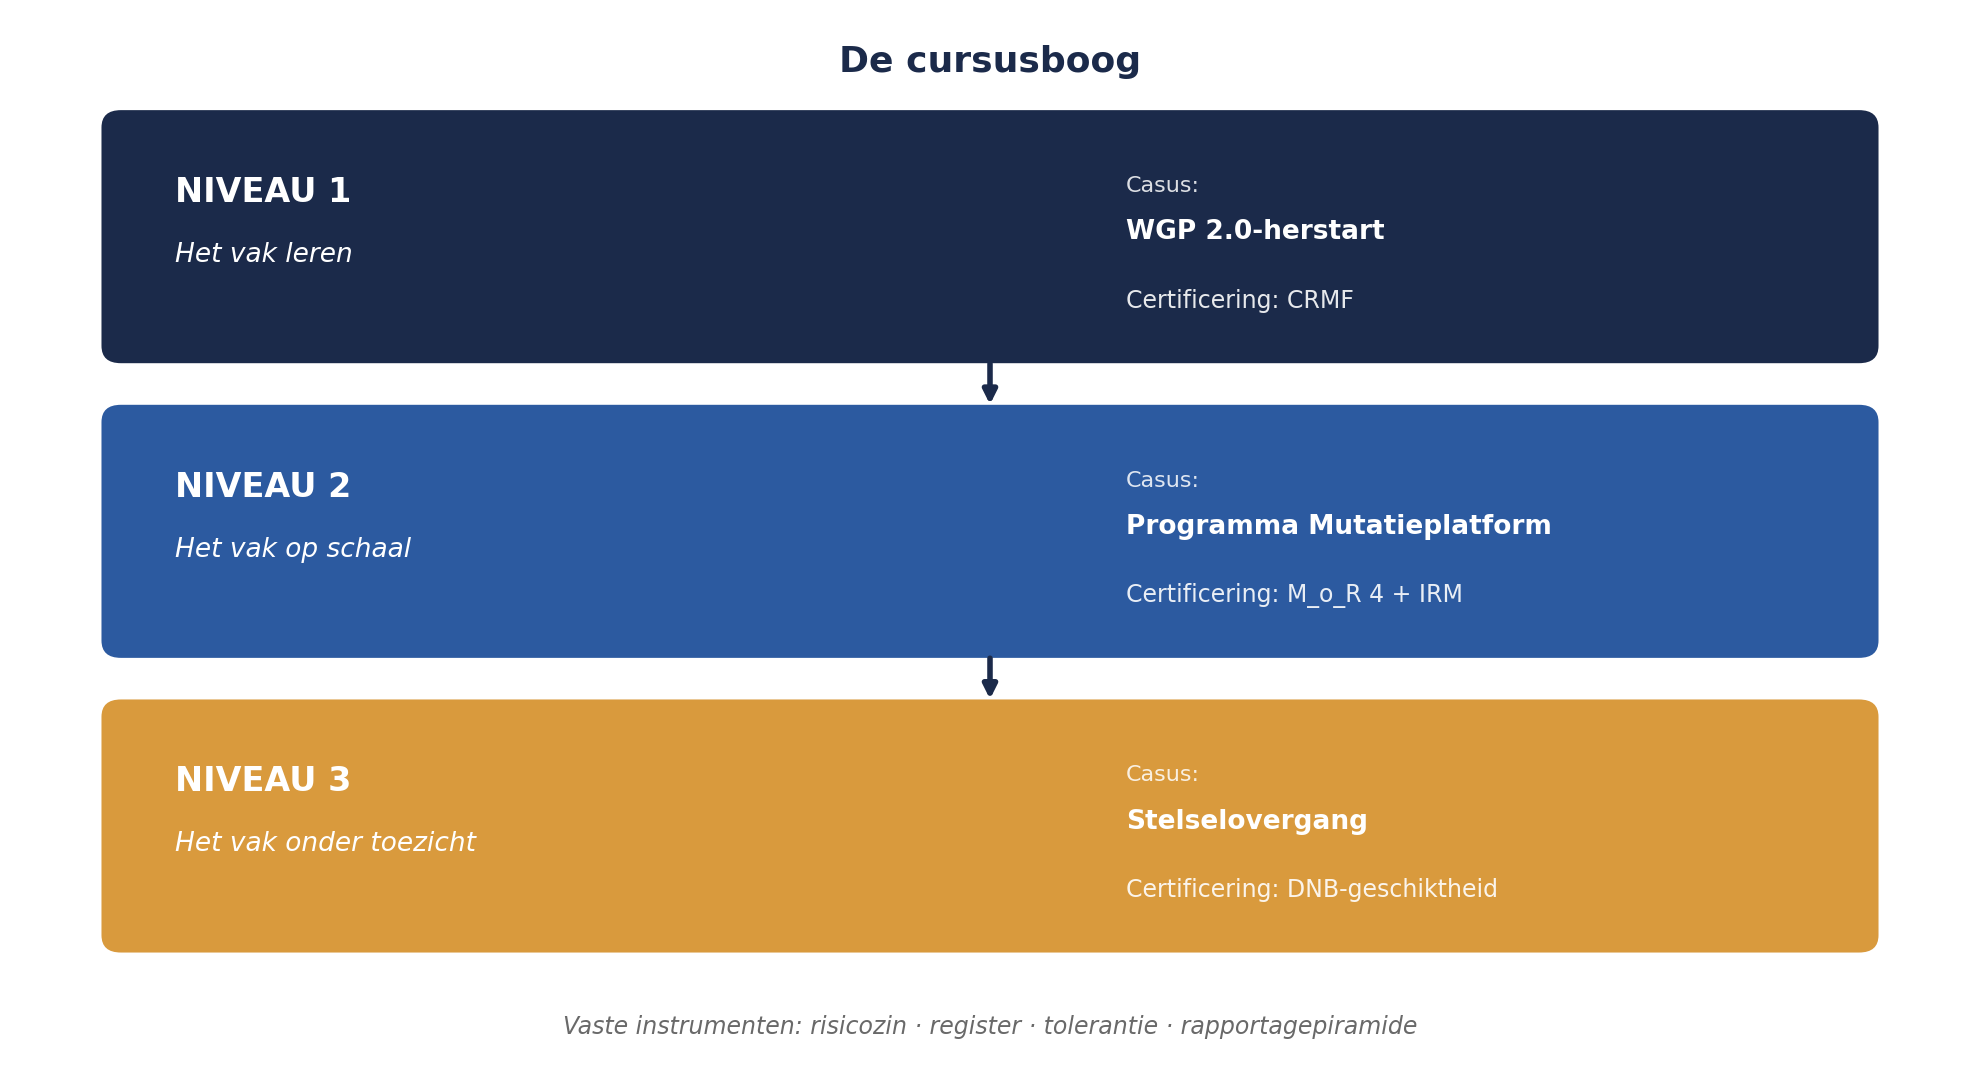 De cursusboog
NIVEAU 1
Het vak leren
Casus:
WGP 2.0-herstart
Certificering: CRMF
NIVEAU 2
Het vak op schaal
Casus:
Programma Mutatieplatform
Certificering: M_o_R 4 + IRM
NIVEAU 3
Het vak onder toezicht
Casus:
Stelselovergang
Certificering: DNB-geschiktheid
Vaste instrumenten: risicozin · register · tolerantie · rapportagepiramide